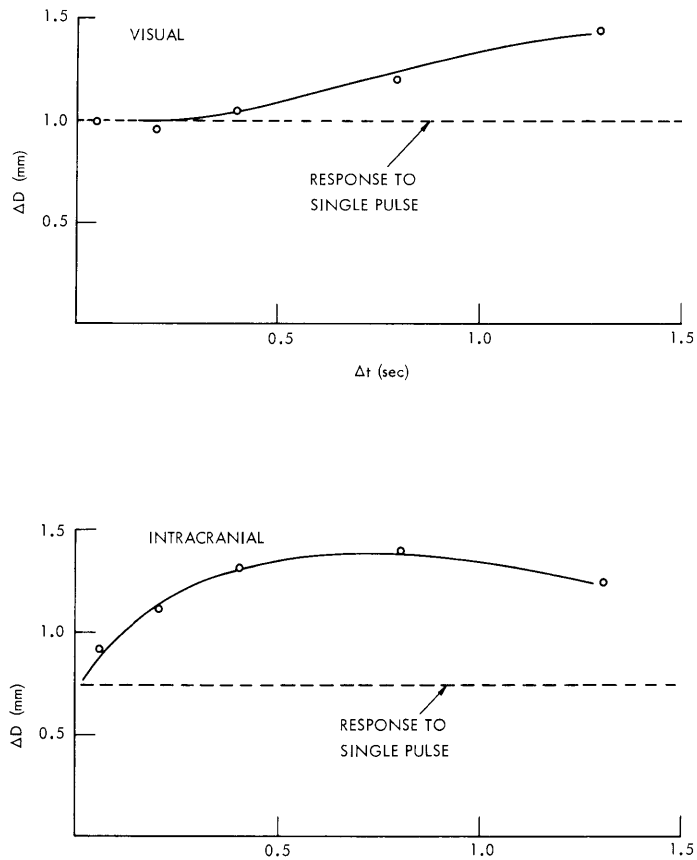 1.5
VISUAL
1.0
ΔD (mm)
RESPONSE TO
SINGLE PULSE
0.5
0.5 1.0 1.5
Δt (sec)
1.5
INTRACRANIAL
1.0
ΔD (mm)
RESPONSE TO
SINGLE PULSE
0.5
0.5 1.0 1.5